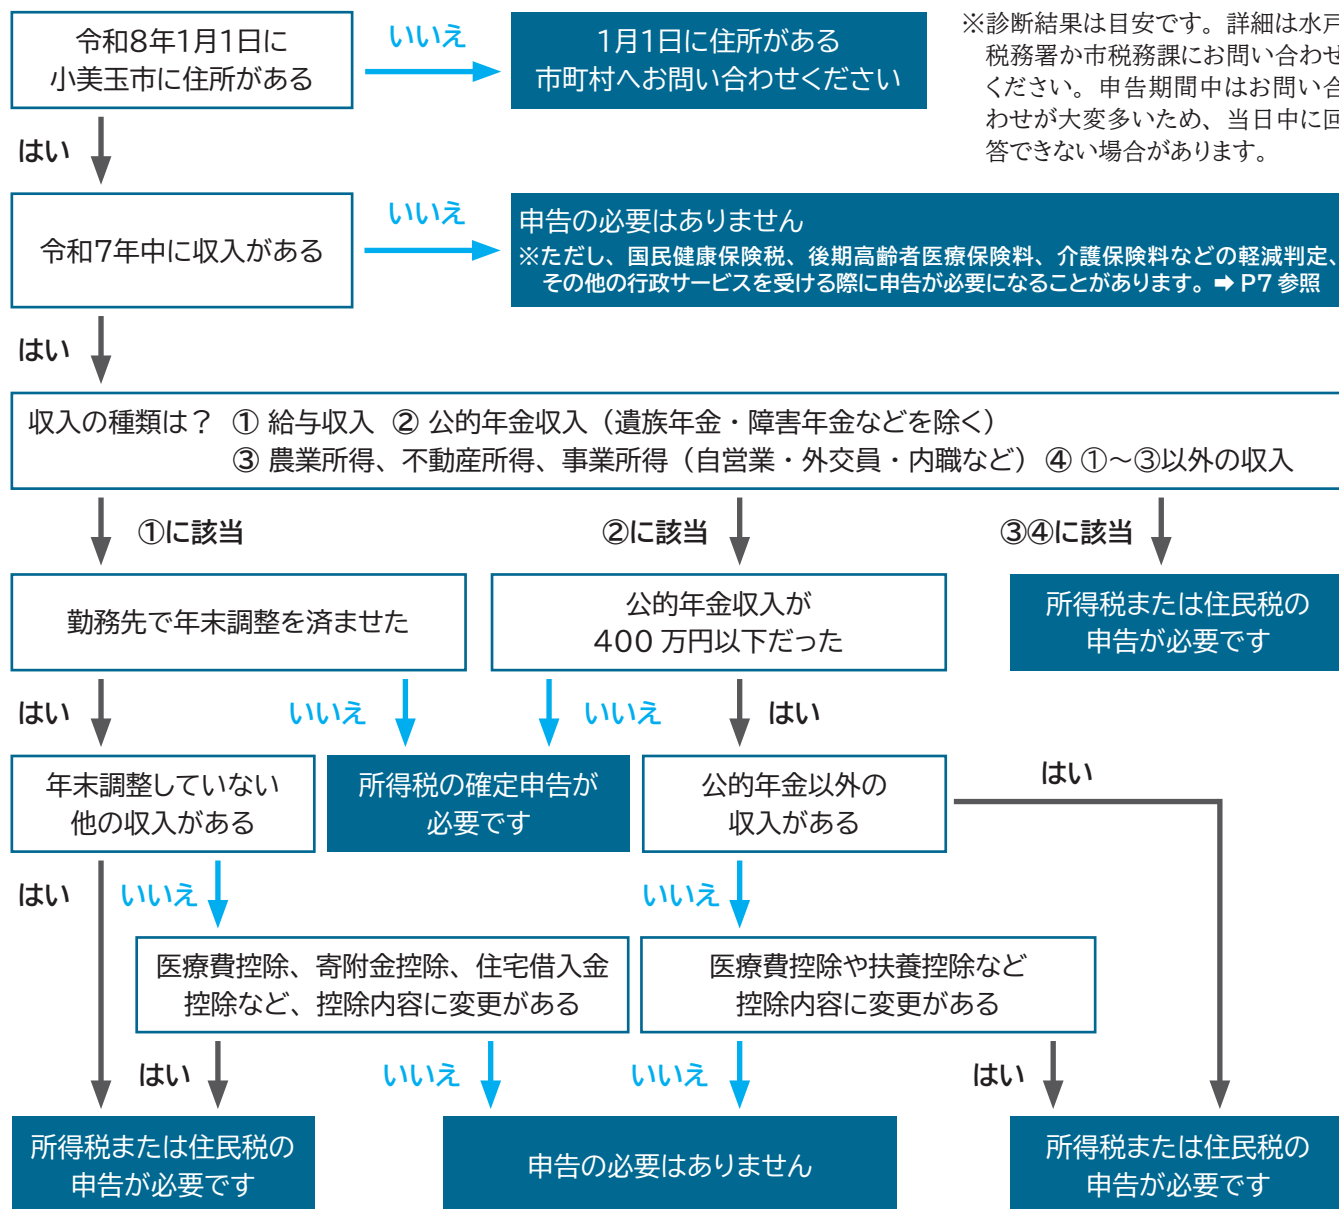 令和8年1月1日に
小美玉市に住所がある
いいえ
1月1日に住所がある
市町村へお問い合わせください
※診断結果は目安です。詳細は水戸
税務署か市税務課にお問い合わせ
ください。申告期間中はお問い合
わせが大変多いため、当日中に回
答できない場合があります。
はい
令和7年中に収入がある
いいえ
申告の必要はありません
※ただし、国民健康保険税、後期高齢者医療保険料、介護保険料などの軽減判定、
その他の行政サービスを受ける際に申告が必要になることがあります。➡ P7 参照
はい
収入の種類は? ① 給与収入 ② 公的年金収入(遺族年金・障害年金などを除く)
③ 農業所得、不動産所得、事業所得(自営業・外交員・内職など) ④ ①〜③以外の収入
①に該当
②に該当
③④に該当
勤務先で年末調整を済ませた
公的年金収入が
400 万円以下だった
所得税または住民税の
申告が必要です
はい
いいえ
いいえ
はい
年末調整していない
他の収入がある
所得税の確定申告が
必要です
公的年金以外の
収入がある
はい
はい
いいえ
いいえ
医療費控除、寄附金控除、住宅借入金
控除など、控除内容に変更がある
医療費控除や扶養控除など
控除内容に変更がある
はい
いいえ
いいえ
はい
所得税または住民税の
申告が必要です
申告の必要はありません
所得税または住民税の
申告が必要です